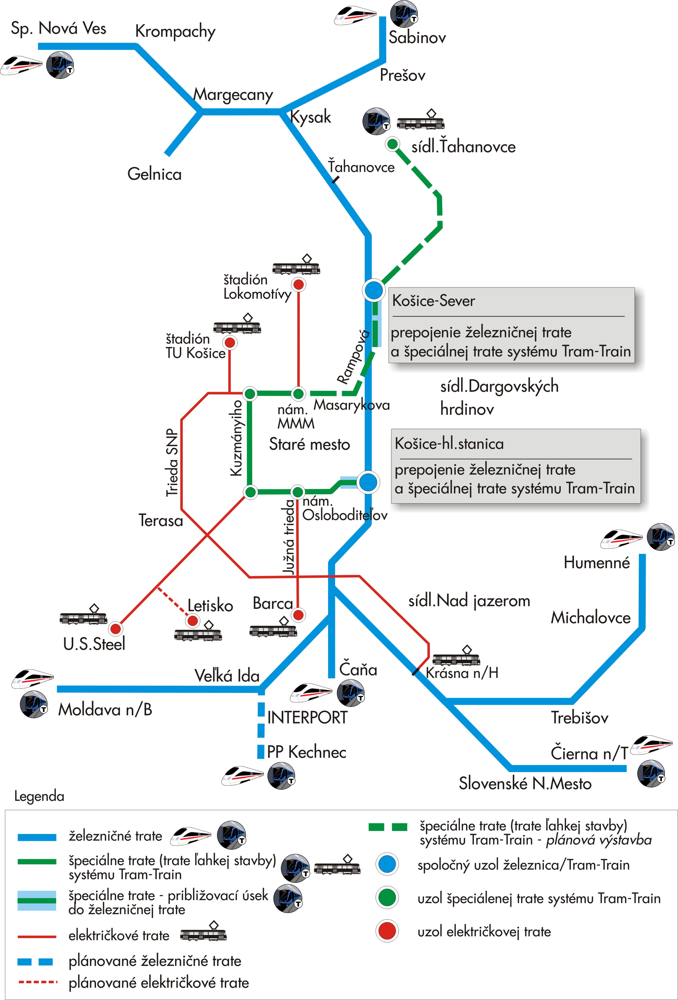 Sp. Nová Ves
Krompachy
Sabinov
Prešov
Margecany
Kysak
sídl.Ťahanovce
Ťahanovce
Gelnica
štadión
Lokomotívy
Košice-Sever
prepojenie železničnej trate
a špeciálnej trate systému Tram-Train
štadión
TU Košice
Rampová
sídl.Dargovských
hrdinov
Masarykova
nám.
MMM
Kuzmányiho
Staré mesto
Trieda SNP
Košice-hl.stanica
prepojenie železničnej trate
a špeciálnej trate systému Tram-Train
nám.
Osloboditeľov
Terasa
Južná trieda
Humenné
Letisko
Barca
sídl.Nad jazerom
Michalovce
U.S.Steel
Čaňa
Krásna n/H
Veľká Ida
Moldava n/B
INTERPORT
Trebišov
PP Kechnec
Čierna n/T
Slovenské N.Mesto
Legenda
železničné trate
špeciálne trate (trate ľahkej stavby)
systému Tram-Train
špeciálne trate - približovací úsek
do železničnej trate
električkové trate
plánované železničné trate
plánované električkové trate
špeciálne trate (trate ľahkej stavby)
systému Tram-Train - plánová výstavba
spoločný uzol železnica/Tram-Train
uzol špeciálenej trate systému Tram-Train
uzol električkovej trate
T
T
T
T
T
T
T
T
T
T
T